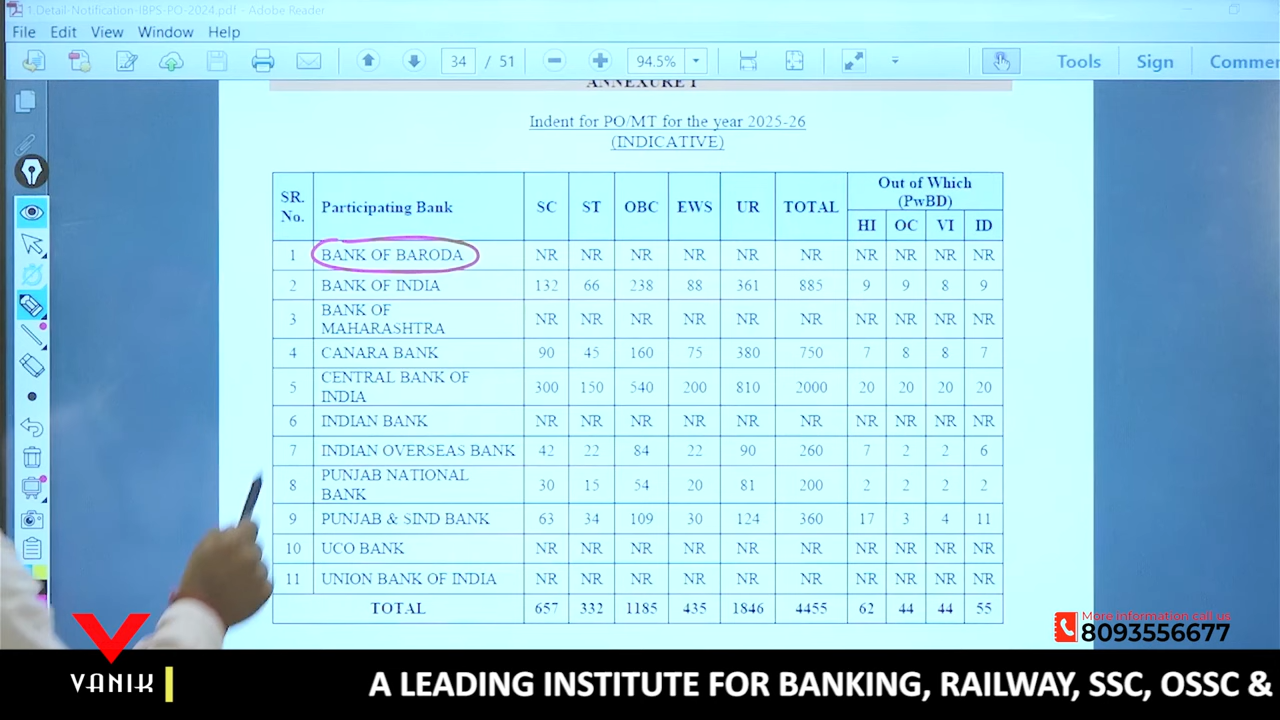 1.Detail-Notification-IBPS-PO-2024.pdf - Adobe Reader
File Edit View Window Help
34 / 51 94.5% Tools Sign Commer
ANNEXURE I
Indent for PO/MT for the year 2025-26
(INDICATIVE)
SR. No. Participating Bank SC ST OBC EWS UR TOTAL Out of Which (PwBD)
HI OC VI ID
1 BANK OF BARODA NR NR NR NR NR NR NR NR NR NR
2 BANK OF INDIA 132 66 238 88 361 885 9 9 8 9
3 BANK OF MAHARASHTRA NR NR NR NR NR NR NR NR NR NR
4 CANARA BANK 90 45 160 75 380 750 7 8 8 7
5 CENTRAL BANK OF INDIA 300 150 540 200 810 2000 20 20 20 20
6 INDIAN BANK NR NR NR NR NR NR NR NR NR NR
7 INDIAN OVERSEAS BANK 42 22 84 22 90 260 7 2 2 6
8 PUNJAB NATIONAL BANK 30 15 54 20 81 200 2 2 2 2
9 PUNJAB & SIND BANK 63 34 109 30 124 360 17 3 4 11
10 UCO BANK NR NR NR NR NR NR NR NR NR NR
11 UNION BANK OF INDIA NR NR NR NR NR NR NR NR NR NR
TOTAL 657 332 1185 435 1846 4455 62 44 44 55
More information call us
8093556677
VANIK
A LEADING INSTITUTE FOR BANKING, RAILWAY, SSC, OSSC &